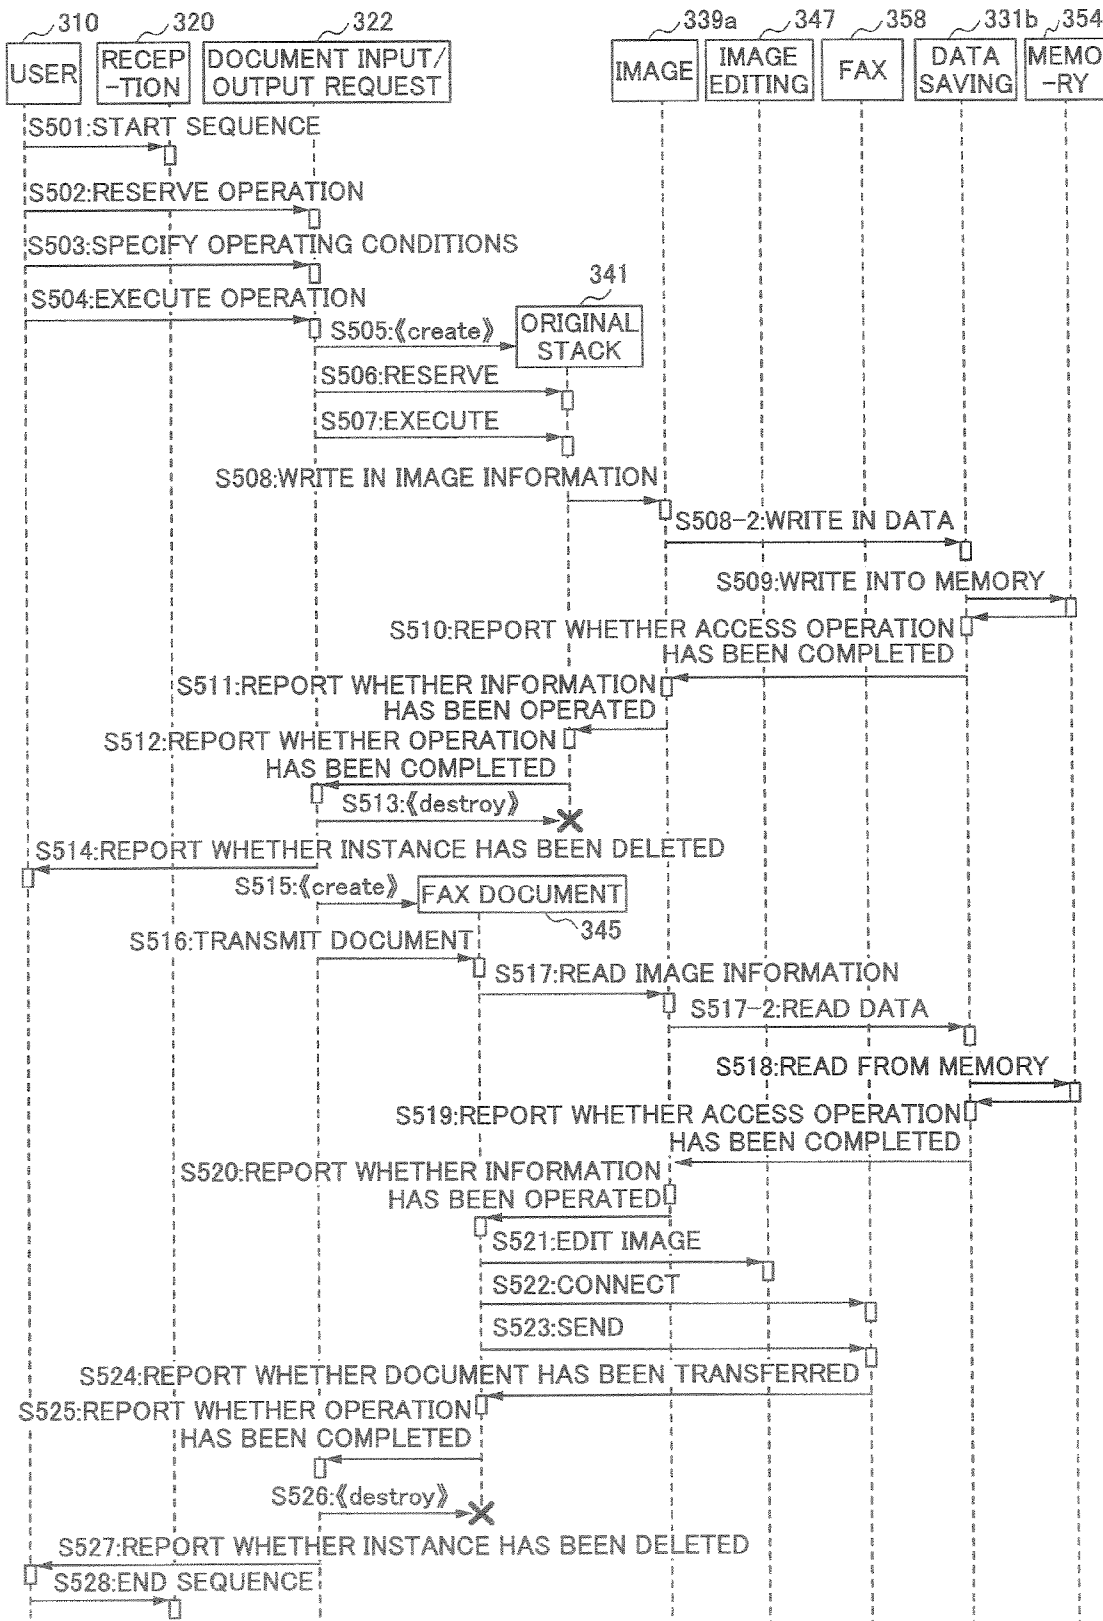 310
320
322
339a
347
358
331b
354
USER
RECEP
-TION
DOCUMENT INPUT/
OUTPUT REQUEST
IMAGE
IMAGE
EDITING
FAX
DATA
SAVING
MEMO
-RY
S501:START SEQUENCE
S502:RESERVE OPERATION
S503:SPECIFY OPERATING CONDITIONS
341
S504:EXECUTE OPERATION
ORIGINAL
STACK
S505:《create》
S506:RESERVE
S507:EXECUTE
S508:WRITE IN IMAGE INFORMATION
S508-2:WRITE IN DATA
S509:WRITE INTO MEMORY
S510:REPORT WHETHER ACCESS OPERATION
HAS BEEN COMPLETED
S511:REPORT WHETHER INFORMATION
HAS BEEN OPERATED
S512:REPORT WHETHER OPERATION
HAS BEEN COMPLETED
S513:《destroy》
S514:REPORT WHETHER INSTANCE HAS BEEN DELETED
S515:《create》
FAX DOCUMENT
345
S516:TRANSMIT DOCUMENT
S517:READ IMAGE INFORMATION
S517-2:READ DATA
S518:READ FROM MEMORY
S519:REPORT WHETHER ACCESS OPERATION
HAS BEEN COMPLETED
S520:REPORT WHETHER INFORMATION
HAS BEEN OPERATED
S521:EDIT IMAGE
S522:CONNECT
S523:SEND
S524:REPORT WHETHER DOCUMENT HAS BEEN TRANSFERRED
S525:REPORT WHETHER OPERATION
HAS BEEN COMPLETED
S526:《destroy》
S527:REPORT WHETHER INSTANCE HAS BEEN DELETED
S528:END SEQUENCE